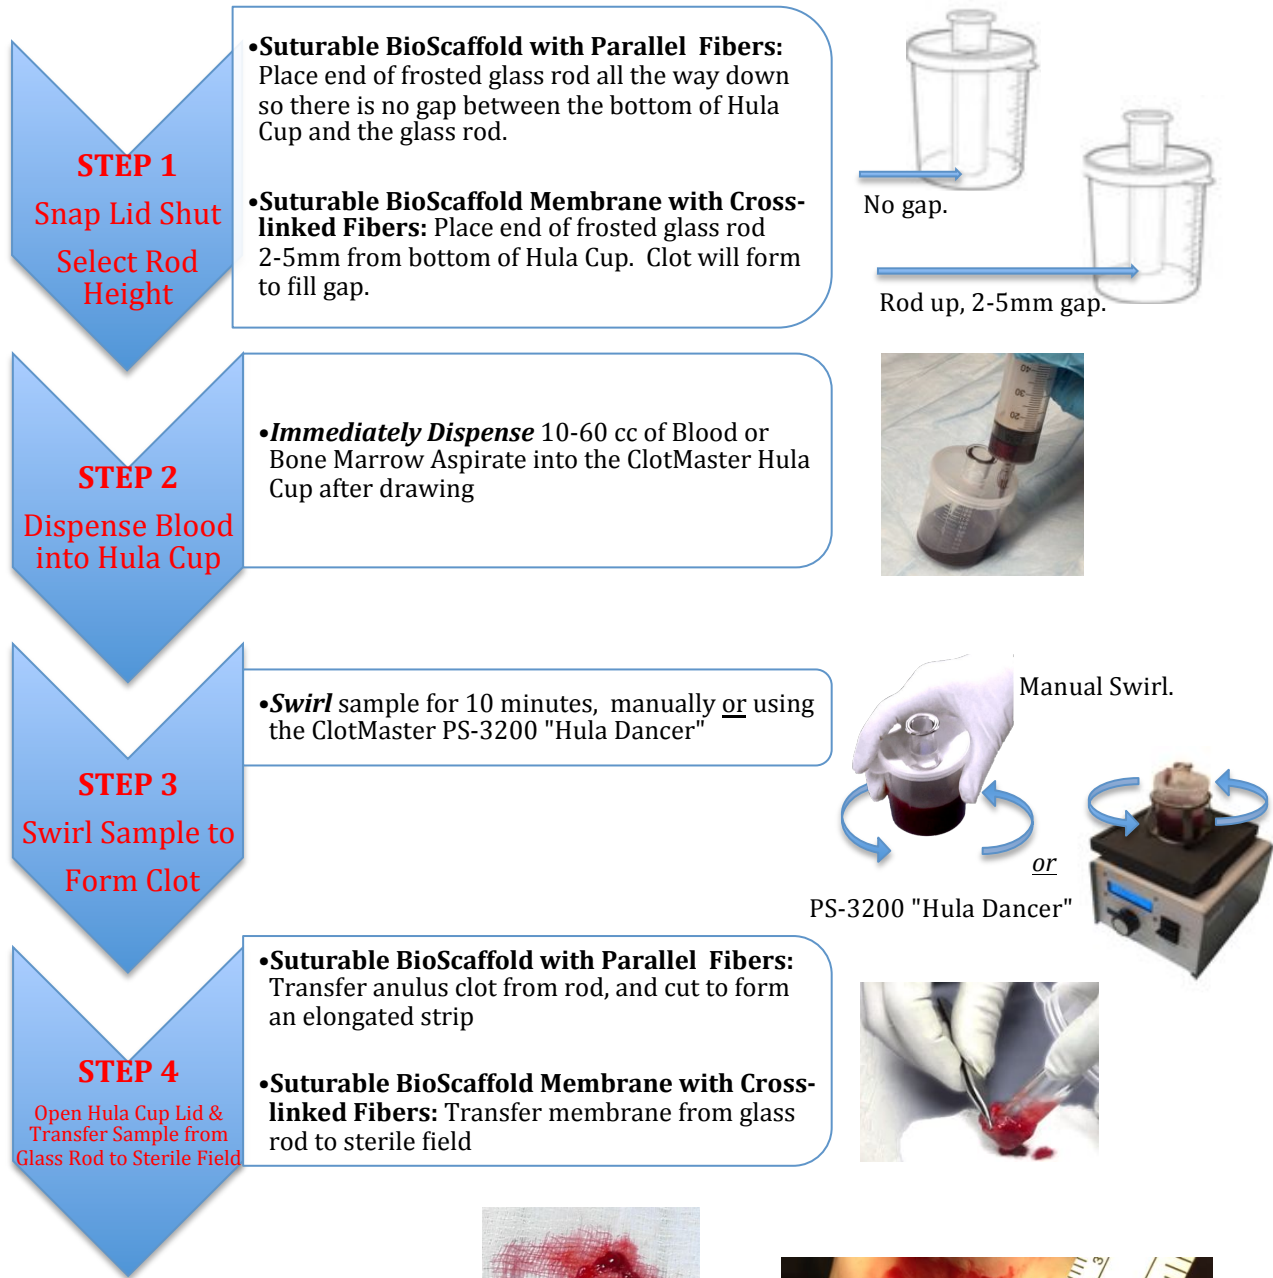 STEP 1
Snap Lid Shut
Select Rod
Height
•Suturable BioScaffold with Parallel Fibers:
Place end of frosted glass rod all the way down
so there is no gap between the bottom of Hula
Cup and the glass rod.
•Suturable BioScaffold Membrane with Cross-
linked Fibers: Place end of frosted glass rod
2-5mm from bottom of Hula Cup. Clot will form
to fill gap.
No gap.
Rod up, 2-5mm gap.
STEP 2
Dispense Blood
into Hula Cup
•Immediately Dispense 10-60 cc of Blood or
Bone Marrow Aspirate into the ClotMaster Hula
Cup after drawing
40
30
20
STEP 3
Swirl Sample to
Form Clot
•Swirl sample for 10 minutes, manually or using
the ClotMaster PS-3200 "Hula Dancer"
Manual Swirl.
or
PS-3200 "Hula Dancer"
STEP 4
Open Hula Cup Lid &
Transfer Sample from
Glass Rod to Sterile Field
•Suturable BioScaffold with Parallel Fibers:
Transfer anulus clot from rod, and cut to form
an elongated strip
•Suturable BioScaffold Membrane with Cross-
linked Fibers: Transfer membrane from glass
rod to sterile field
3